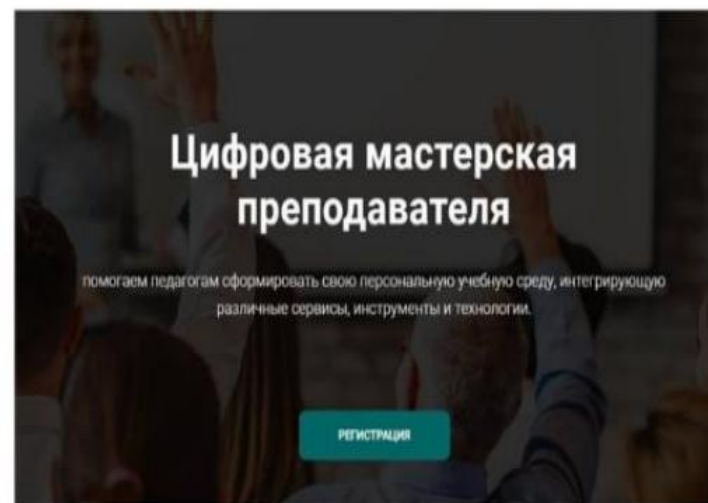 Цифровая мастерская
преподавателя
помогаем педагогам сформировать свою персональную учебную среду, интегрирующую
различные сервисы, инструменты и технологии.
РЕГИСТРАЦИЯ